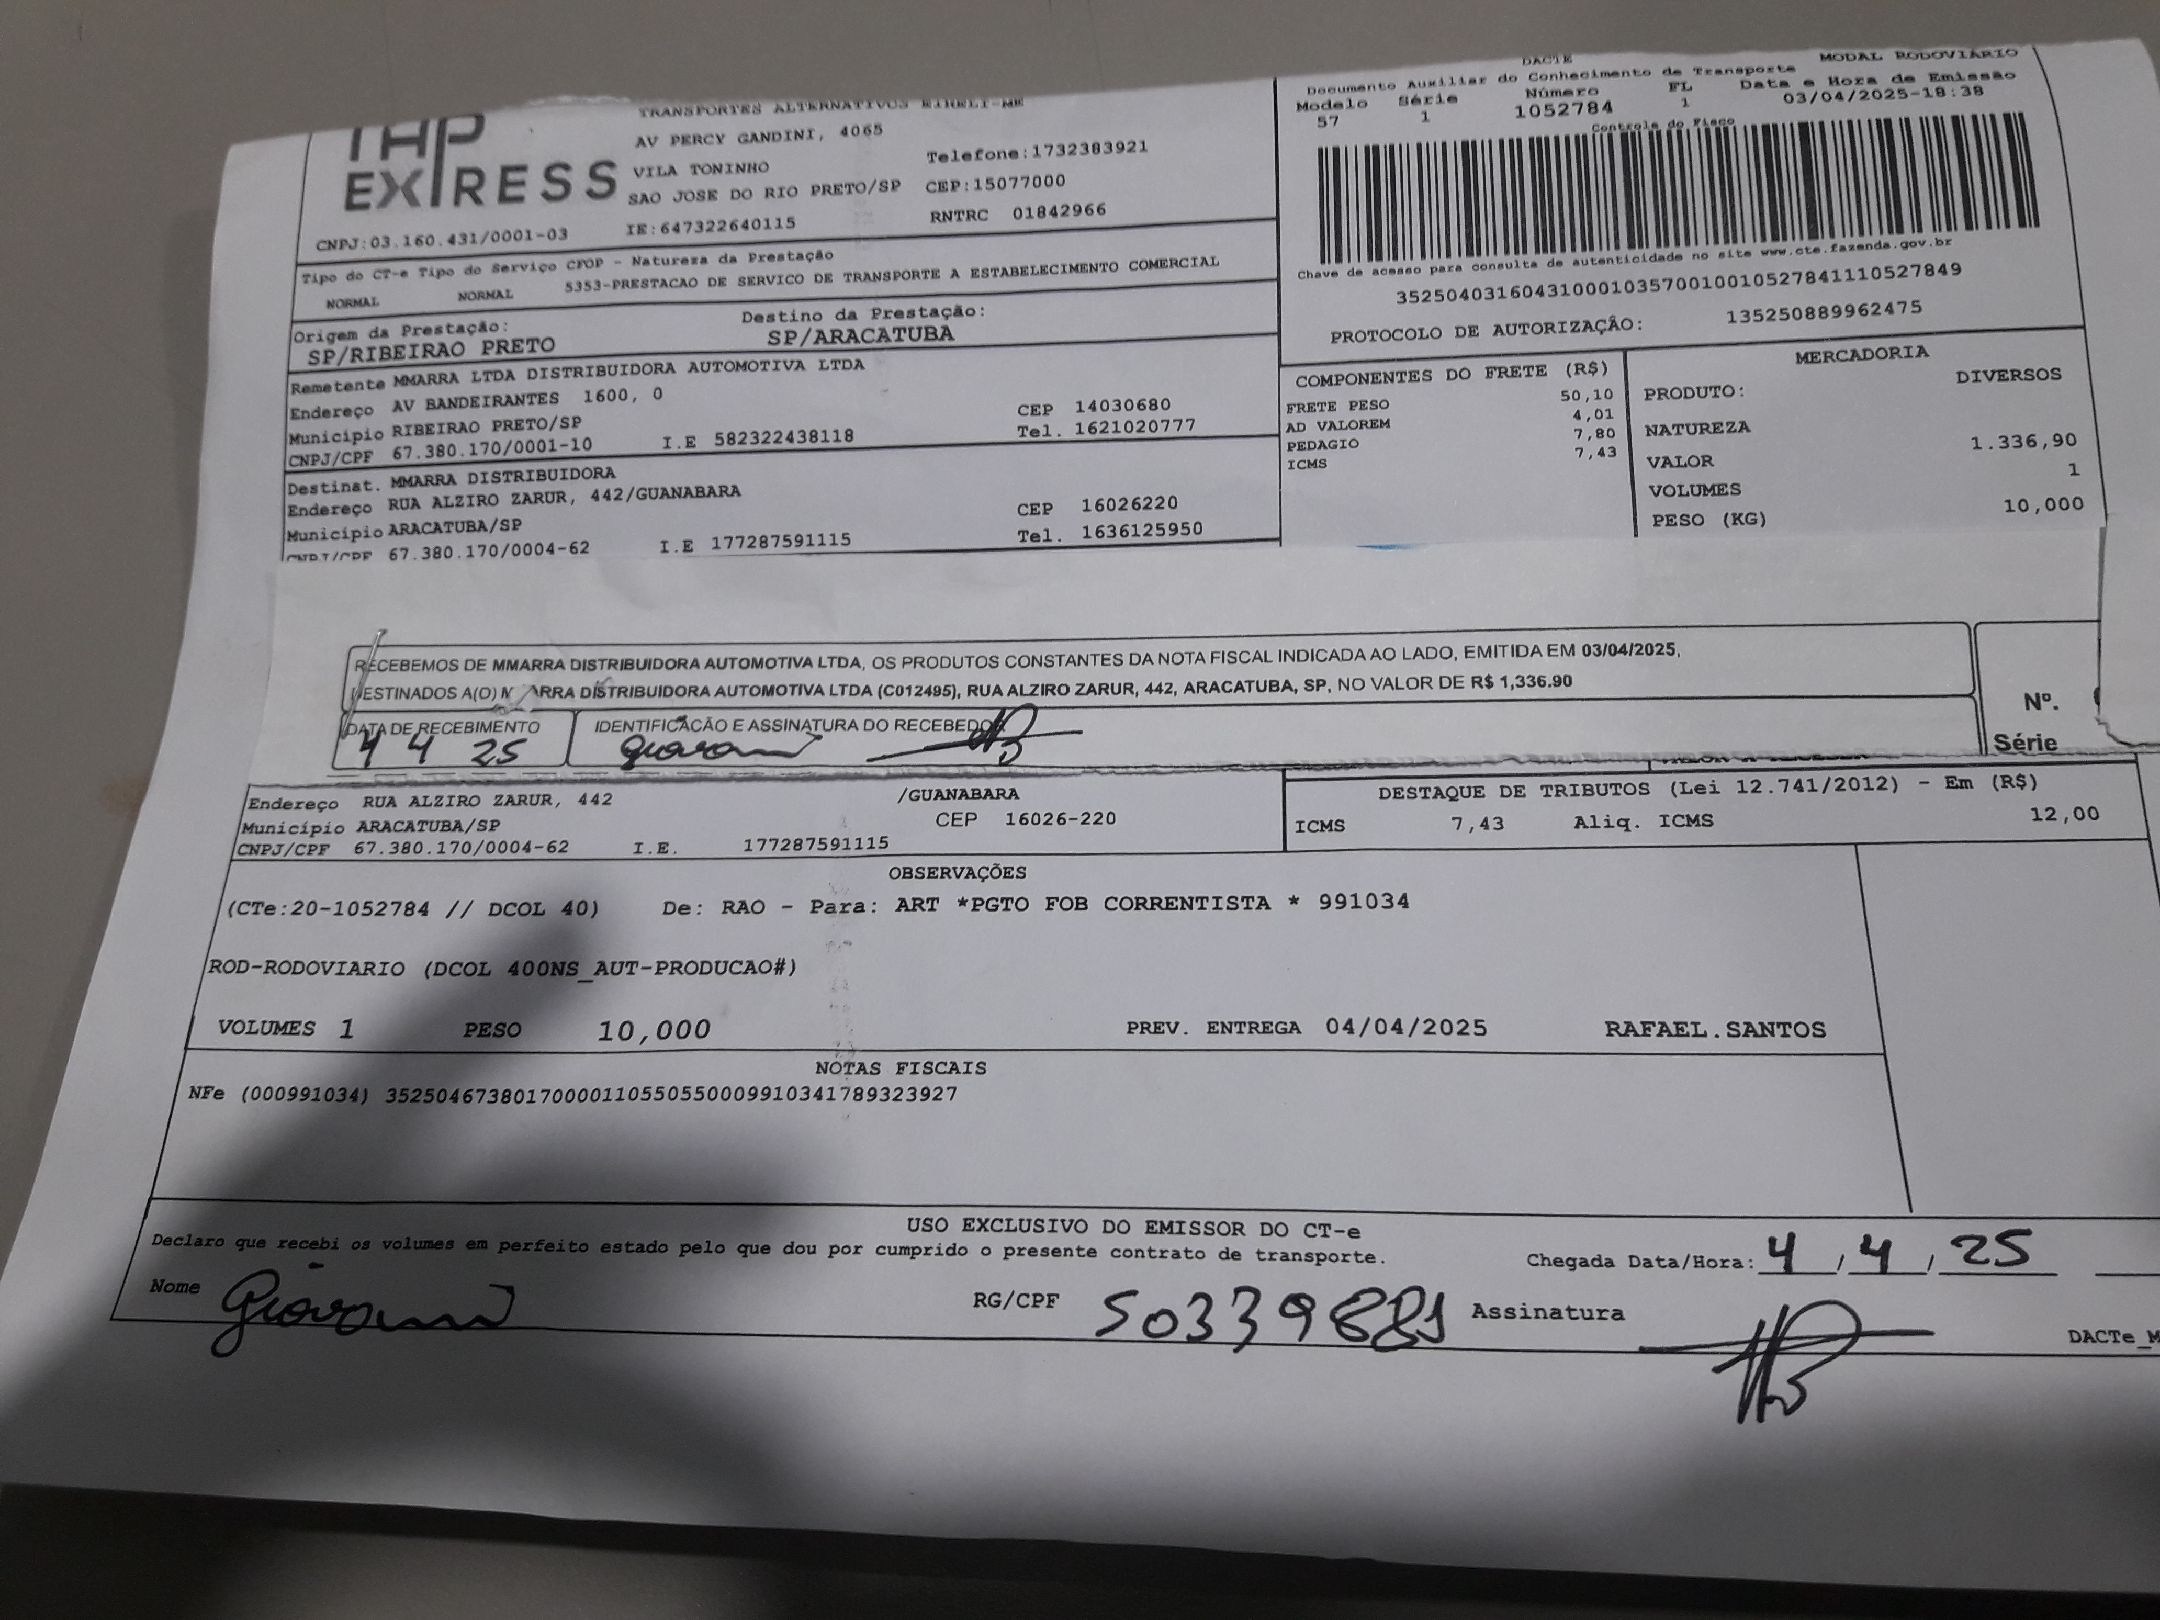 TRANSPORTES ALTERNATIVOS EIRELI-ME
TAP
EXPRESS
AV PERCY GANDINI, 4065
VILA TONINHO
Telefone:1732383921
SAO JOSE DO RIO PRETO/SP CEP:15077000
CNPJ:03.160.431/0001-03 IE:647322640115 RNTRC 01842966
Tipo do CT-e Tipo do Serviço CFOP - Natureza da Prestação
NORMAL NORMAL 5353-PRESTACAO DE SERVICO DE TRANSPORTE A ESTABELECIMENTO COMERCIAL
Origem da Prestação: Destino da Prestação:
SP/RIBEIRAO PRETO SP/ARACATUBA
Remetente MMARRA LTDA DISTRIBUIDORA AUTOMOTIVA LTDA
Endereço AV BANDEIRANTES 1600, 0 CEP 14030680
Município RIBEIRAO PRETO/SP Tel. 1621020777
CNPJ/CPF 67.380.170/0001-10 I.E 582322438118
Destinat. MMARRA DISTRIBUIDORA
Endereço RUA ALZIRO ZARUR, 442/GUANABARA CEP 16026220
Município ARACATUBA/SP Tel. 1636125950
CNPJ/CPF 67.380.170/0004-62 I.E 177287591115
DACTE MODAL RODOVIÁRIO
Documento Auxiliar do Conhecimento de Transporte
Modelo Série Número FL Data e Hora de Emissão
57 1 1052784 1 03/04/2025-18:38
Controle do Fisco
Chave de acesso para consulta de autenticidade no site www.cte.fazenda.gov.br
35250403160431000103570010010527841110527849
PROTOCOLO DE AUTORIZAÇÃO: 135250889962475
COMPONENTES DO FRETE (R$)
FRETE PESO 50,10
AD VALOREM 4,01
PEDAGIO 7,80
ICMS 7,43
MERCADORIA
PRODUTO: DIVERSOS
NATUREZA
VALOR 1.336,90
VOLUMES 1
PESO (KG) 10,000
RECEBEMOS DE MMARRA DISTRIBUIDORA AUTOMOTIVA LTDA, OS PRODUTOS CONSTANTES DA NOTA FISCAL INDICADA AO LADO, EMITIDA EM 03/04/2025,
DESTINADOS A(O) MMARRA DISTRIBUIDORA AUTOMOTIVA LTDA (C012495), RUA ALZIRO ZARUR, 442, ARACATUBA, SP, NO VALOR DE R$ 1,336.90
DATA DE RECEBIMENTO IDENTIFICACÃO E ASSINATURA DO RECEBEDOR
4 4 25 Giovanni
Nº.
Série
Endereço RUA ALZIRO ZARUR, 442 /GUANABARA
Município ARACATUBA/SP CEP 16026-220
CNPJ/CPF 67.380.170/0004-62 I.E. 177287591115
DESTAQUE DE TRIBUTOS (Lei 12.741/2012) - Em (R$)
ICMS 7,43 Aliq. ICMS 12,00
OBSERVAÇÕES
(CTe:20-1052784 // DCOL 40) De: RAO - Para: ART *PGTO FOB CORRENTISTA * 991034
ROD-RODOVIARIO (DCOL 400NS_AUT-PRODUCAO#)
VOLUMES 1 PESO 10,000 PREV. ENTREGA 04/04/2025 RAFAEL.SANTOS
NOTAS FISCAIS
NFe (000991034) 35250467380170000110550550009910341789323927
USO EXCLUSIVO DO EMISSOR DO CT-e
Declaro que recebi os volumes em perfeito estado pelo que dou por cumprido o presente contrato de transporte.
Chegada Data/Hora: 4 / 4 / 25
Nome Giovanni RG/CPF 503398881 Assinatura
DACTe_M